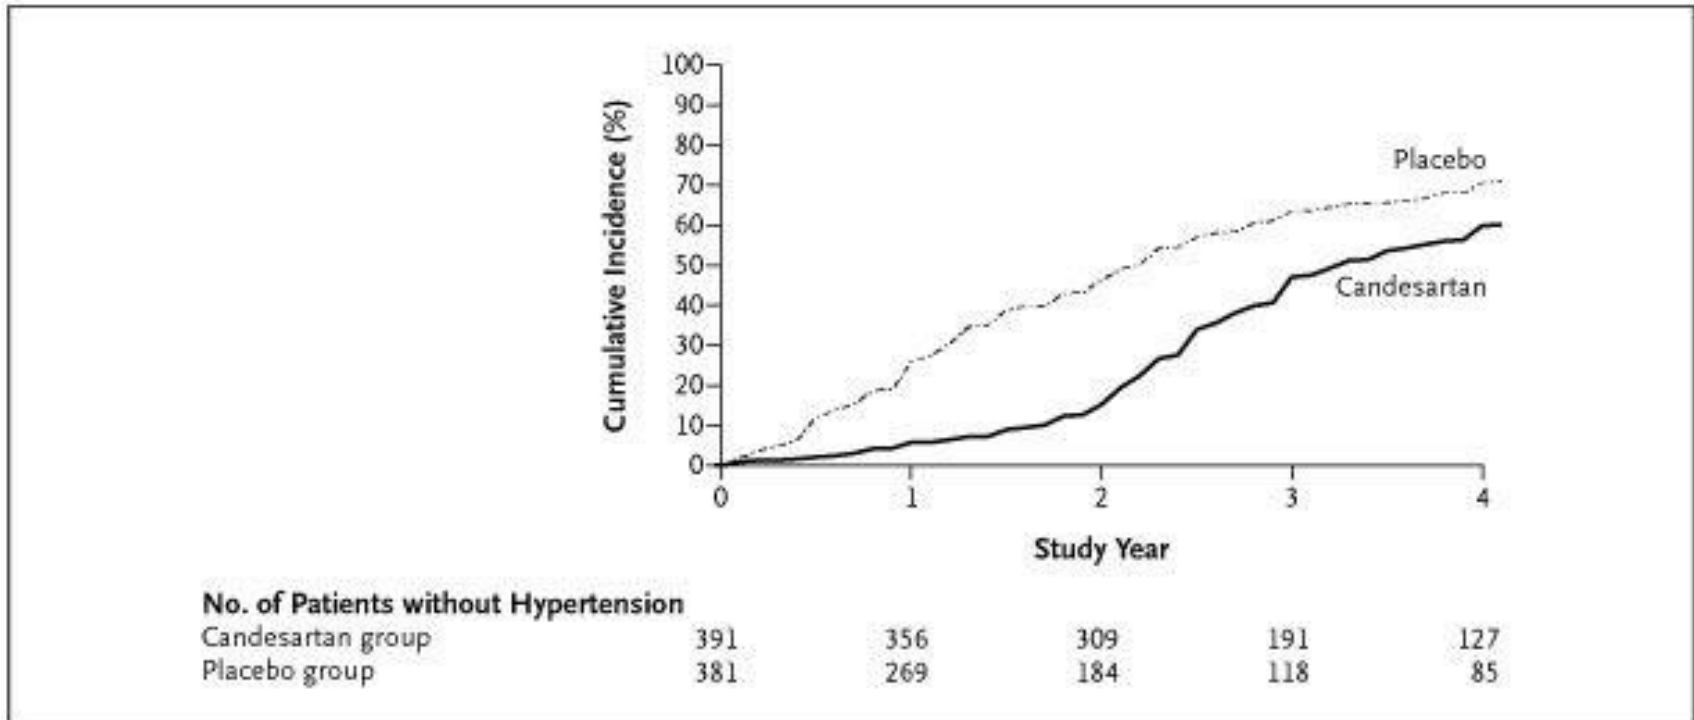 100
90
80
70
60
50
40
30
20
10
0
Cumulative Incidence (%)
Placebo
Candesartan
0 1 2 3 4
Study Year
No. of Patients without Hypertension
Candesartan group 391 356 309 191 127
Placebo group 381 269 184 118 85